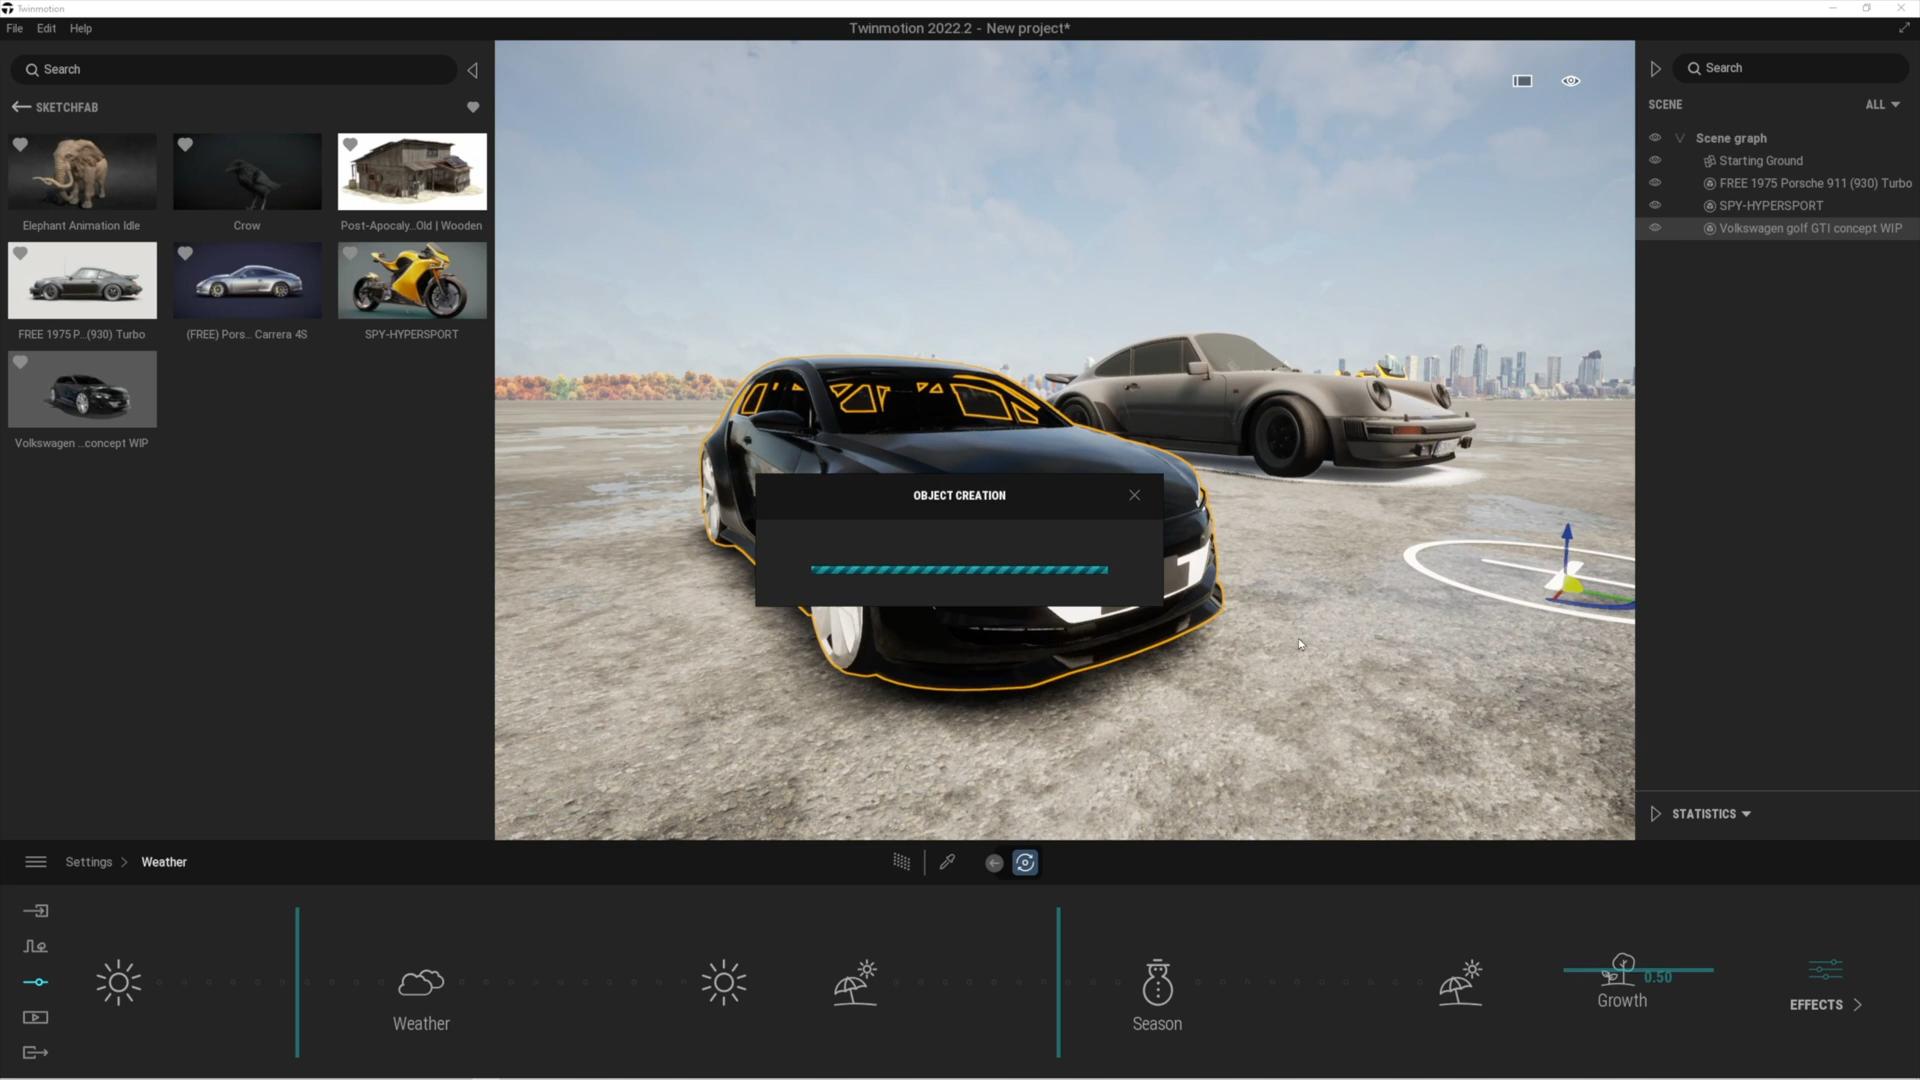 Twinmotion
File Edit Help
Twinmotion 2022.2 - New project*
Search
SKETCHFAB
Elephant Animation Idle
Crow
Post-Apocaly...Old | Wooden
FREE 1975 P...(930) Turbo
(FREE) Pors... Carrera 4S
SPY-HYPERSPORT
Volkswagen ...concept WIP
OBJECT CREATION
Search
SCENE
ALL
Scene graph
Starting Ground
FREE 1975 Porsche 911 (930) Turbo
SPY-HYPERSPORT
Volkswagen golf GTI concept WIP
STATISTICS
Settings > Weather
Weather
Season
0.50
Growth
EFFECTS